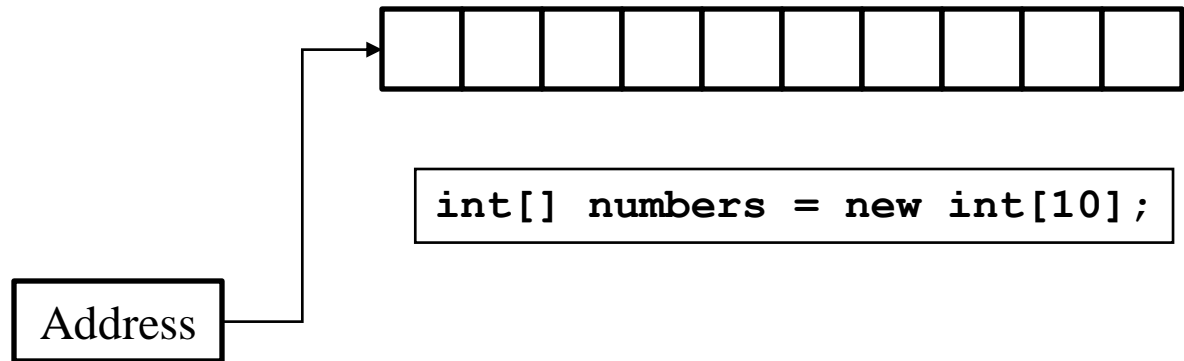 int[] numbers = new int[10];
Address